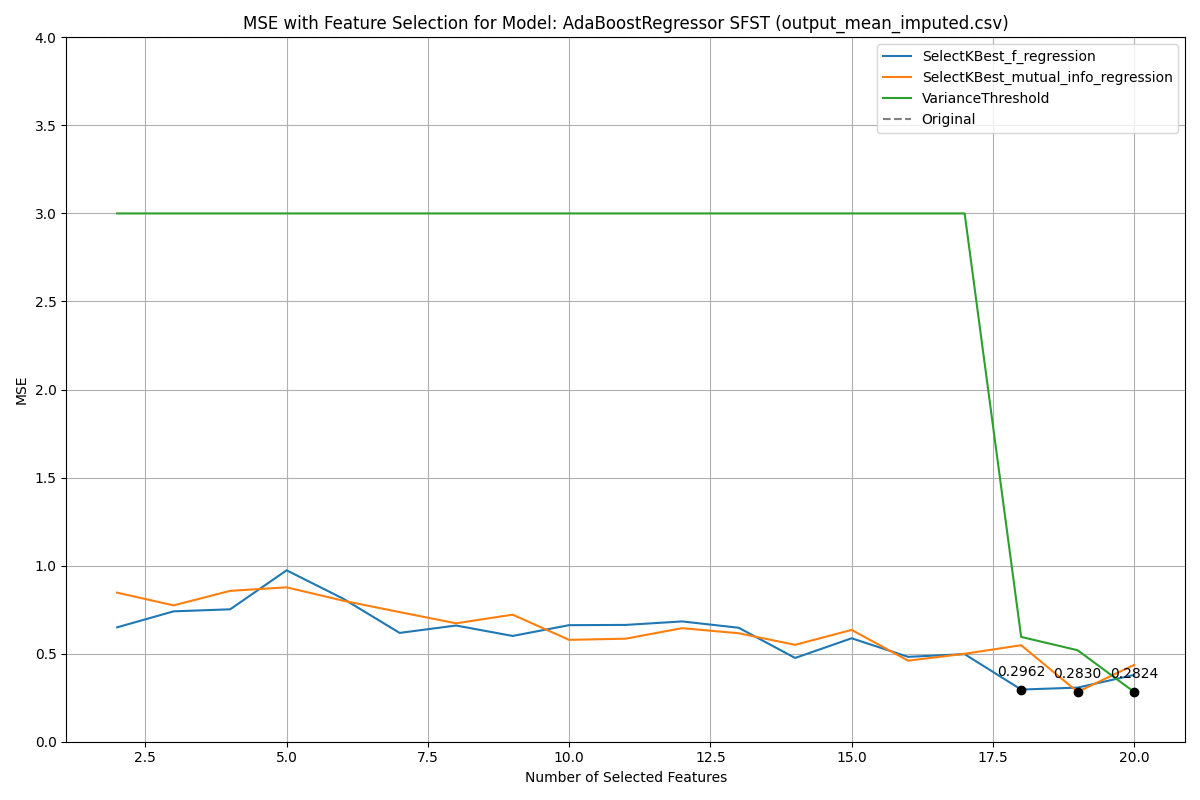 MSE with Feature Selection for Model: AdaBoostRegressor SFST (output_mean_imputed.csv)
SelectKBest_f_regression
SelectKBest_mutual_info_regression
VarianceThreshold
Original
MSE
4.0
3.5
3.0
2.5
2.0
1.5
1.0
0.5
0.0
0.2962
0.2830
0.2824
2.5
5.0
7.5
10.0
12.5
15.0
17.5
20.0
Number of Selected Features